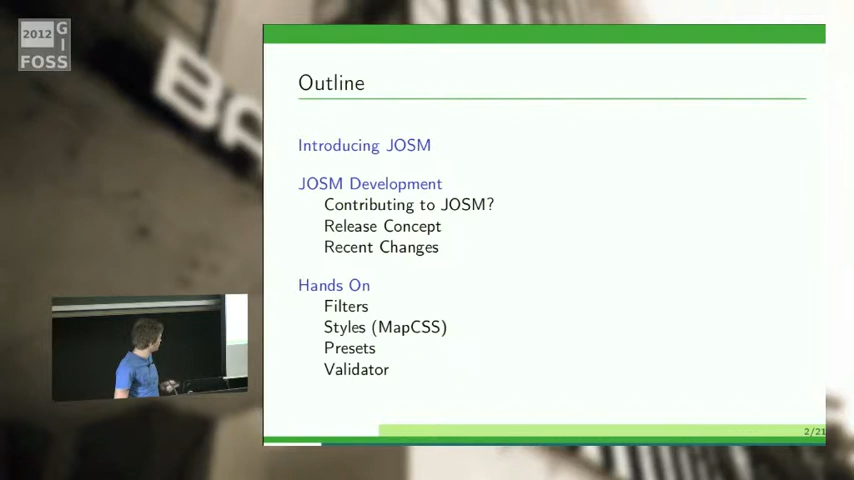 2012
G
I
FOSS
BA
Outline
Introducing JOSM
JOSM Development
Contributing to JOSM?
Release Concept
Recent Changes
Hands On
Filters
Styles (MapCSS)
Presets
Validator
2/21